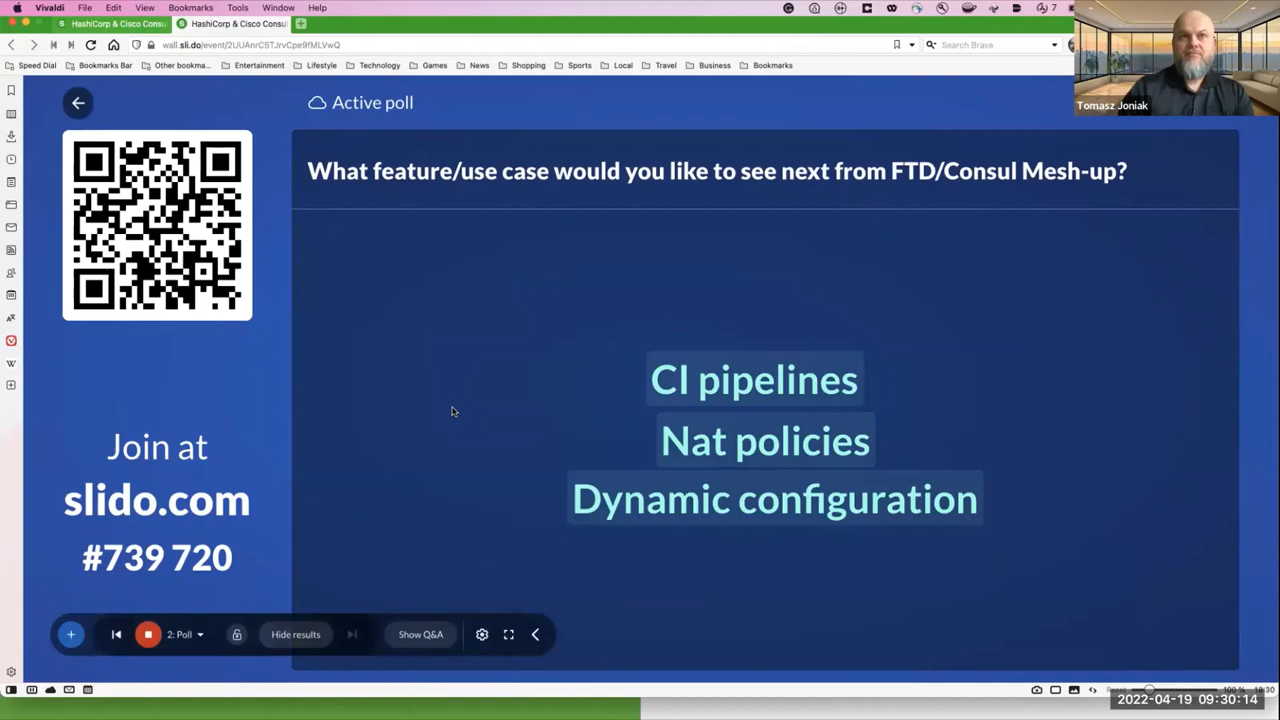 Vivaldi File Edit View Bookmarks Tools Window Help
7
HashiCorp & Cisco Consu
HashiCorp & Cisco Consu
wall.sli.do/event/2UUAnrC5TJrvCpe9fMLVwQ
Search Brave
Speed Dial Bookmarks Bar Other bookma... Entertainment Lifestyle Technology Games News Shopping Sports Local Travel Business Bookmarks
Tomasz Joniak
Active poll
What feature/use case would you like to see next from FTD/Consul Mesh-up?
CI pipelines
Nat policies
Dynamic configuration
Join at
slido.com
#739 720
2: Poll
Hide results
Show Q&A
Reset
100 %
2022-04-19 09:30:14